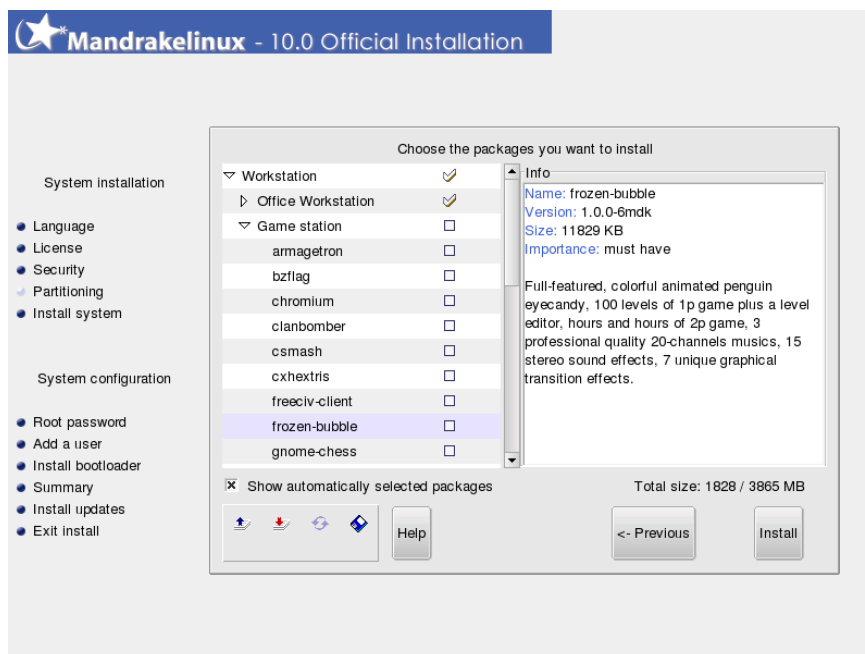 Mandrakelinux - 10.0 Official Installation
System installation
Language
License
Security
Partitioning
Install system
System configuration
Root password
Add a user
Install bootloader
Summary
Install updates
Exit install
Choose the packages you want to install
Workstation
Office Workstation
Game station
armagetron
bzflag
chromium
clanbomber
csmash
cxhextris
freeciv-client
frozen-bubble
gnome-chess
Info
Name: frozen-bubble
Version: 1.0.0-6mdk
Size: 11829 KB
Importance: must have
Full-featured, colorful animated penguin
eyecandy, 100 levels of 1p game plus a level
editor, hours and hours of 2p game, 3
professional quality 20-channels musics, 15
stereo sound effects, 7 unique graphical
transition effects.
Show automatically selected packages
Total size: 1828 / 3865 MB
Help
<- Previous
Install